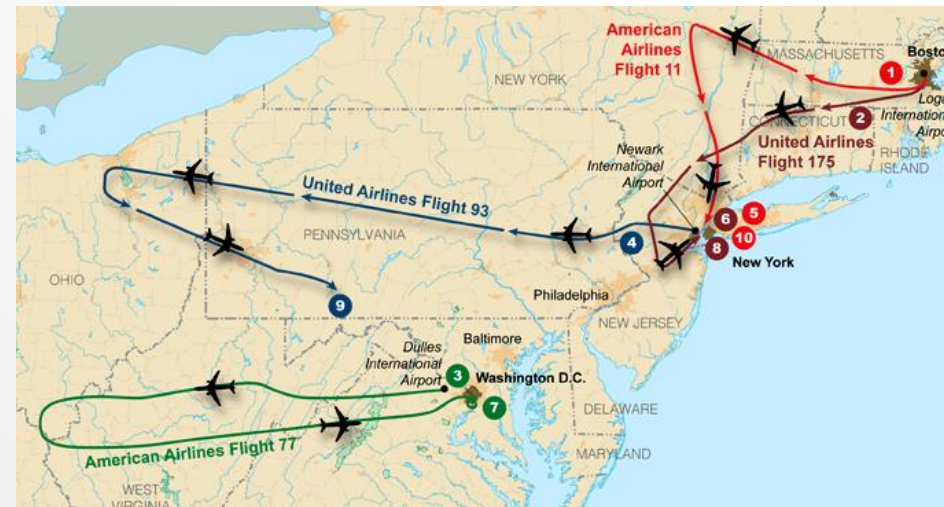 American
Airlines
Flight 11
MASSACHUSETTS
Bosto
1
NEW YORK
Loga
International
Airpo
CONNECTICUT
2
United Airlines
Flight 175
RHODE
ISLAND
Newark
International
Airport
United Airlines Flight 93
PENNSYLVANIA
4
6
5
8
10
New York
OHIO
9
Philadelphia
NEW JERSEY
Baltimore
Dulles
International
Airport
3
Washington D.C.
7
DELAWARE
MARYLAND
American Airlines Flight 77
WEST
VIRGINIA